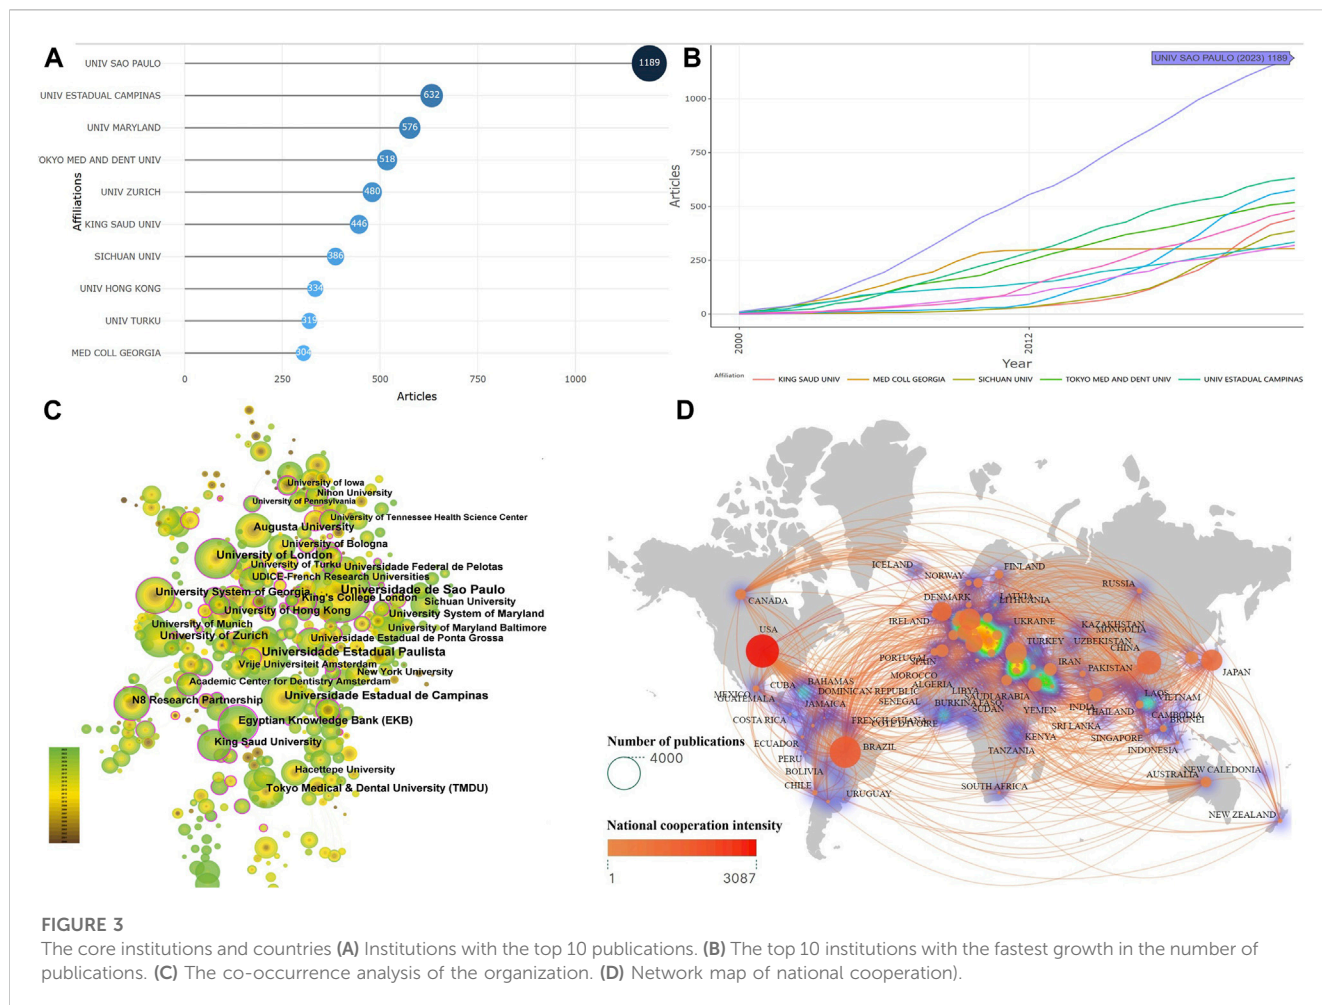 A
UNIV SAO PAULO
1189
UNIV ESTADUAL CAMPINAS
632
UNIV MARYLAND
576
OKYO MED AND DENT UNIV
518
UNIV ZURICH
480
KING SAUD UNIV
446
SICHUAN UNIV
386
UNIV HONG KONG
334
UNIV TURKU
319
MED COLL GEORGIA
304
Affiliations
0 250 500 750 1000
Articles
B
UNIV SAO PAULO (2023) 1189
1000
750
500
250
0
Articles
2000 2012
Year
Affiliation KING SAUD UNIV MED COLL GEORGIA SICHUAN UNIV TOKYO MED AND DENT UNIV UNIV ESTADUAL CAMPINAS
C
University of Iowa
Nihon University
University of Pennsylvania
University of Tennessee Health Science Center
Augusta University
University of Bologna
University of London
University of Turku
Universidade Federal de Pelotas
UDICE-French Research Universities
University System of Georgia
Universidade de Sao Paulo
King's College London
Sichuan University
University of Hong Kong
University System of Maryland
University of Munich
University of Maryland Baltimore
University of Zurich
Universidade Estadual de Ponta Grossa
Universidade Estadual Paulista
Vrije Universiteit Amsterdam
New York University
Academic Center for Dentistry Amsterdam
N8 Research Partnership
Universidade Estadual de Campinas
Egyptian Knowledge Bank (EKB)
King Saud University
Hacettepe University
Tokyo Medical & Dental University (TMDU)
D
ICELAND
NORWAY
FINLAND
RUSSIA
CANADA
DENMARK
LATVIA
LITHUANIA
USA
IRELAND
UKRAINE
KAZAKHSTAN
MONGOLIA
TURKEY
UZBEKISTAN
CHINA
PORTUGAL
SPAIN
IRAN
PAKISTAN
JAPAN
MOROCCO
ALGERIA
LIBYA
SAUDI ARABIA
CUBA
BAHAMAS
MEXICO
GUATEMALA
DOMINICAN REPUBLIC
SENEGAL
BURKINA FASO
SUDAN
YEMEN
INDIA
LAOS
VIETNAM
THAILAND
CAMBODIA
JAMAICA
COSTA RICA
FRENCH GUIANA
COTE D'IVORE
BRUNEI
SRI LANKA
SINGAPORE
KENYA
ECUADOR
BRAZIL
TANZANIA
INDONESIA
PERU
BOLIVIA
NEW CALEDONIA
AUSTRALIA
CHILE
URUGUAY
SOUTH AFRICA
NEW ZEALAND
Number of publications
4000
National cooperation intensity
1 3087
FIGURE 3
The core institutions and countries (A) Institutions with the top 10 publications. (B) The top 10 institutions with the fastest growth in the number of
publications. (C) The co-occurrence analysis of the organization. (D) Network map of national cooperation).